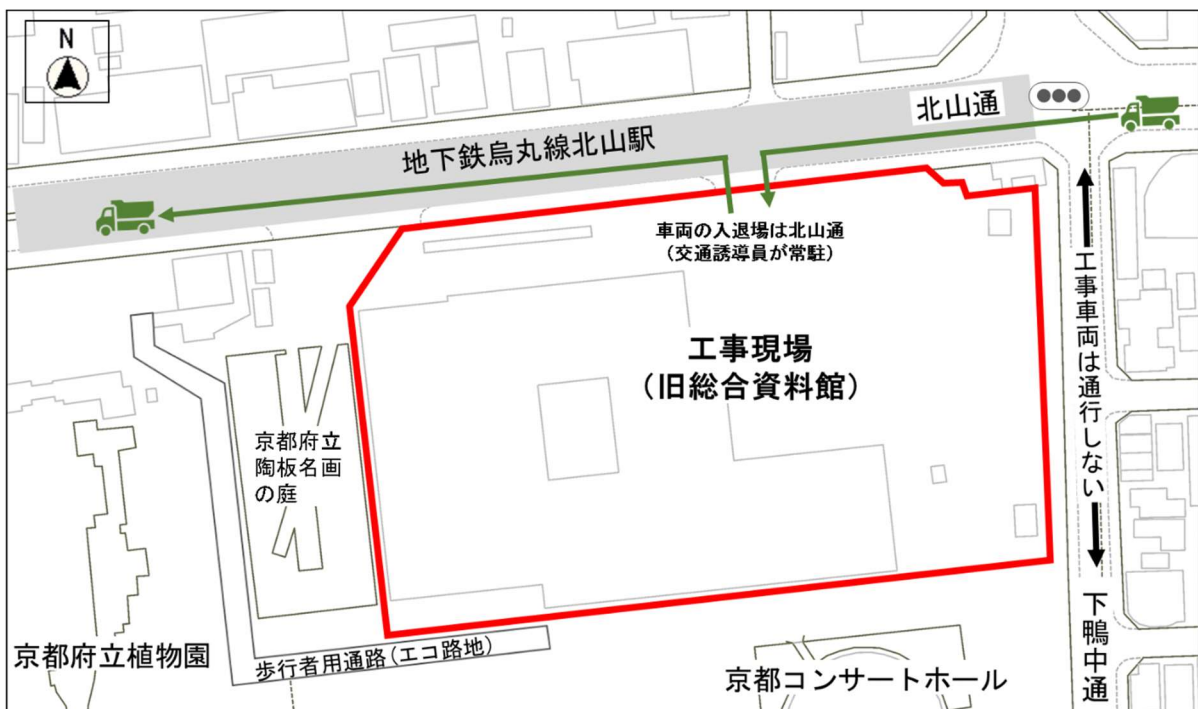 N
北山通
地下鉄烏丸線北山駅
車両の入退場は北山通
（交通誘導員が常駐）
工事現場
（旧総合資料館）
工事車両は通行しない
京都府立
陶板名画
の庭
下鴨中通
京都府立植物園
歩行者用通路（エコ路地）
京都コンサートホール